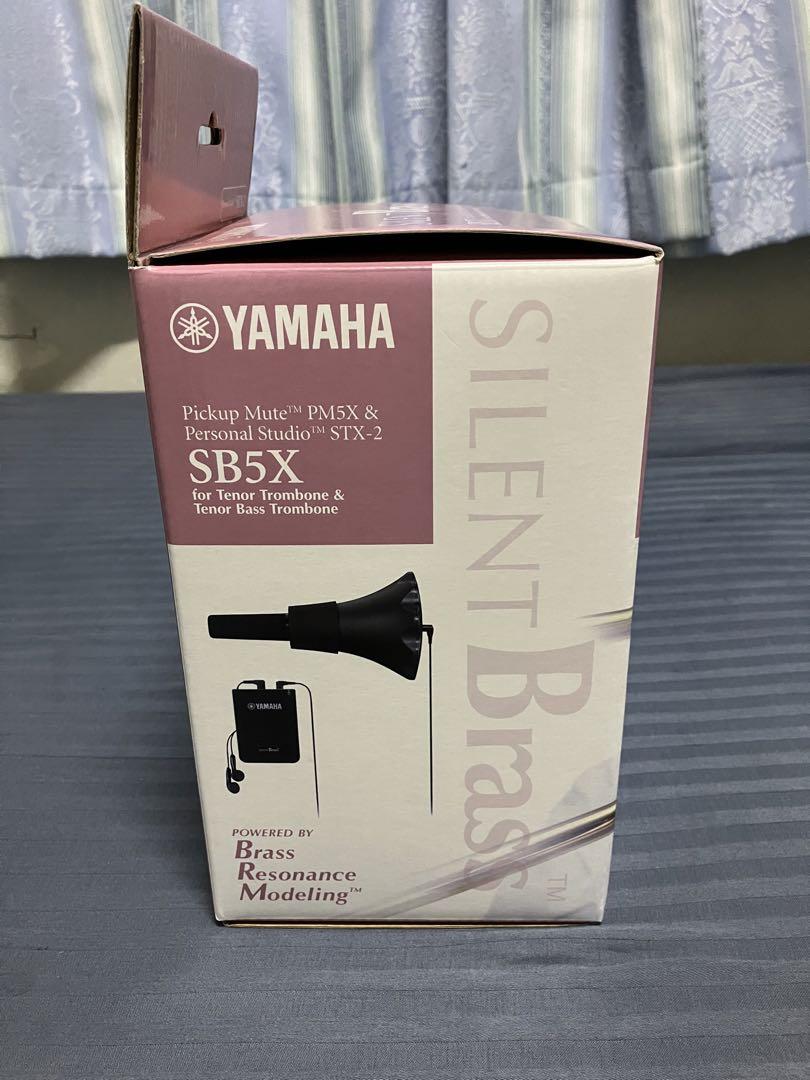 YAMAHA
Pickup Mute™ PM5X &
Personal Studio™ STX-2
SB5X
for Tenor Trombone &
Tenor Bass Trombone
SILENT Brass™
YAMAHA
POWERED BY
Brass
Resonance
Modeling™